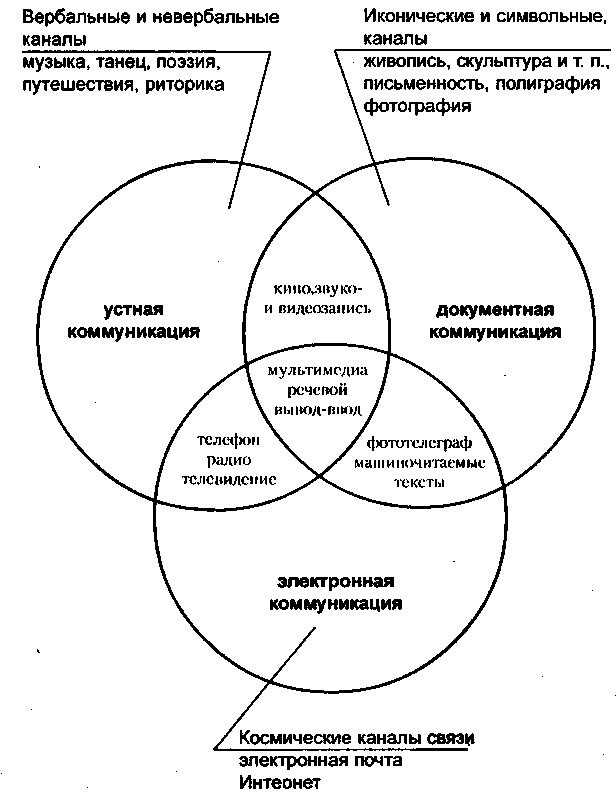 Вербальные и невербальные
каналы
музыка, танец, поэзия,
путешествия, риторика
Иконические и символьные,
каналы
живопись, скульптура и т. п.,
письменность, полиграфия
фотография
кино,звуко-
и видеозапись
устная
коммуникация
документная
коммуникация
мультимедиа
речевой
вывод-ввод
телефон
радио
телевидение
фототелеграф
машиночитаемые
тексты
электронная
коммуникация
Космические каналы связи
электронная почта
Интеонет